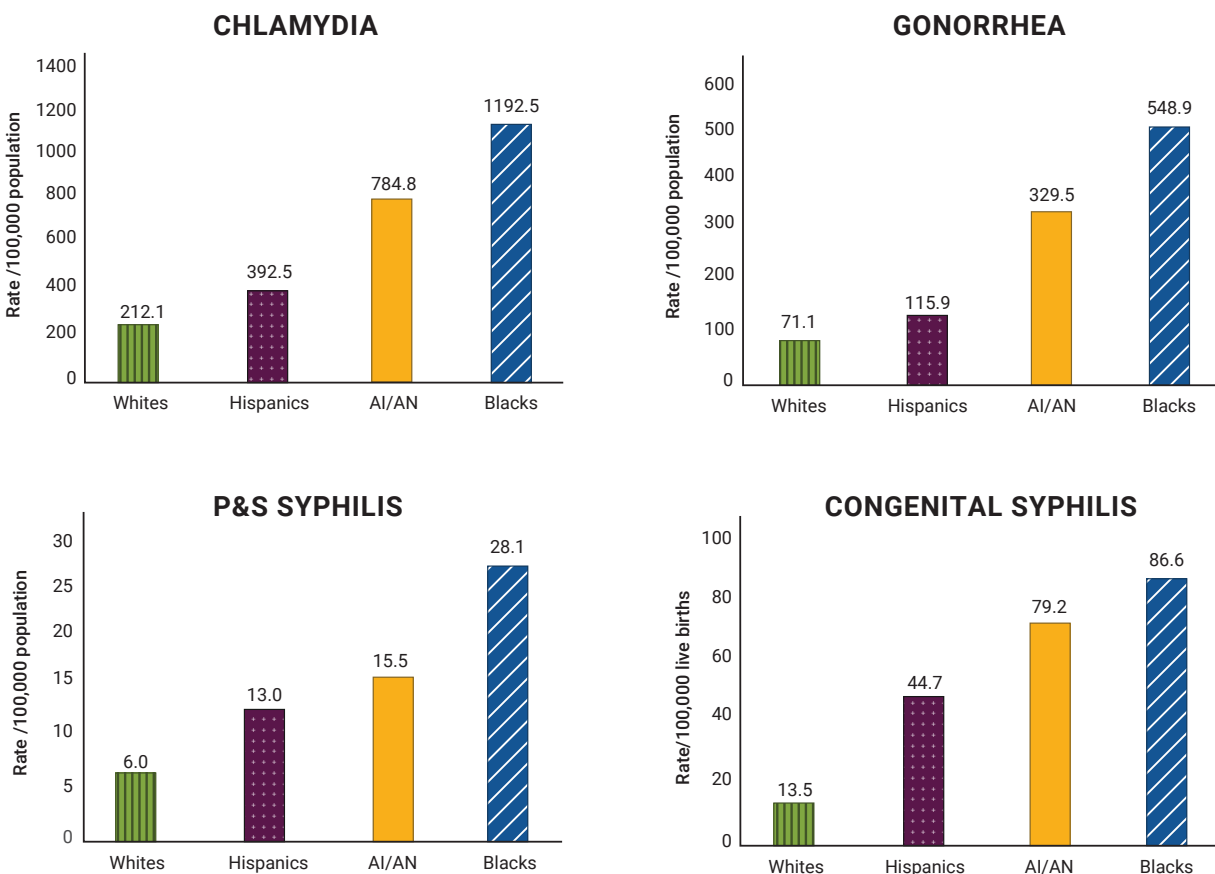 CHLAMYDIA
Rate /100,000 population
1400
1200
1000
800
600
400
200
0
212.1
392.5
784.8
1192.5
Whites
Hispanics
AI/AN
Blacks
GONORRHEA
Rate /100,000 population
600
500
400
300
200
100
0
71.1
115.9
329.5
548.9
Whites
Hispanics
AI/AN
Blacks
P&S SYPHILIS
Rate /100,000 population
30
25
20
15
10
5
0
6.0
13.0
15.5
28.1
Whites
Hispanics
AI/AN
Blacks
CONGENITAL SYPHILIS
Rate/100,000 live births
100
80
60
40
20
0
13.5
44.7
79.2
86.6
Whites
Hispanics
AI/AN
Blacks